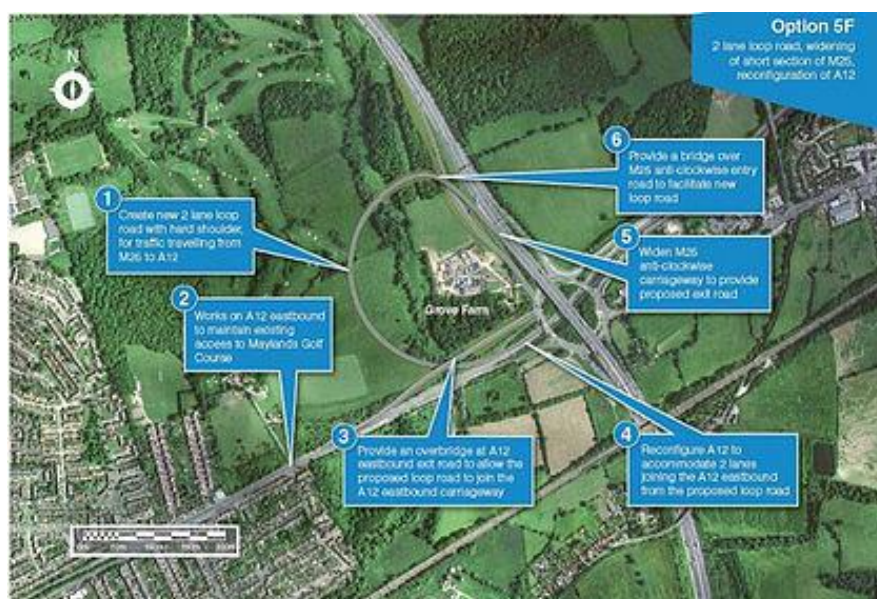 Option 5F
2 lane loop road, widening
of short section of M25,
reconfiguration of A12
N
6
Provide a bridge over
M25 anti-clockwise entry
road to facilitate new
loop road
1
Create new 2 lane loop
road with hard shoulder,
for traffic travelling from
M25 to A12
5
Widen M25
anti-clockwise
carriageway to provide
proposed exit road
2
Works on A12 eastbound
to maintain existing
access to Maylands Golf
Course
Grove Farm
3
Provide an overbridge at A12
eastbound exit road to allow the
proposed loop road to join the
A12 eastbound carriageway
4
Reconfigure A12 to
accommodate 2 lanes
joining the A12 eastbound
from the proposed loop road